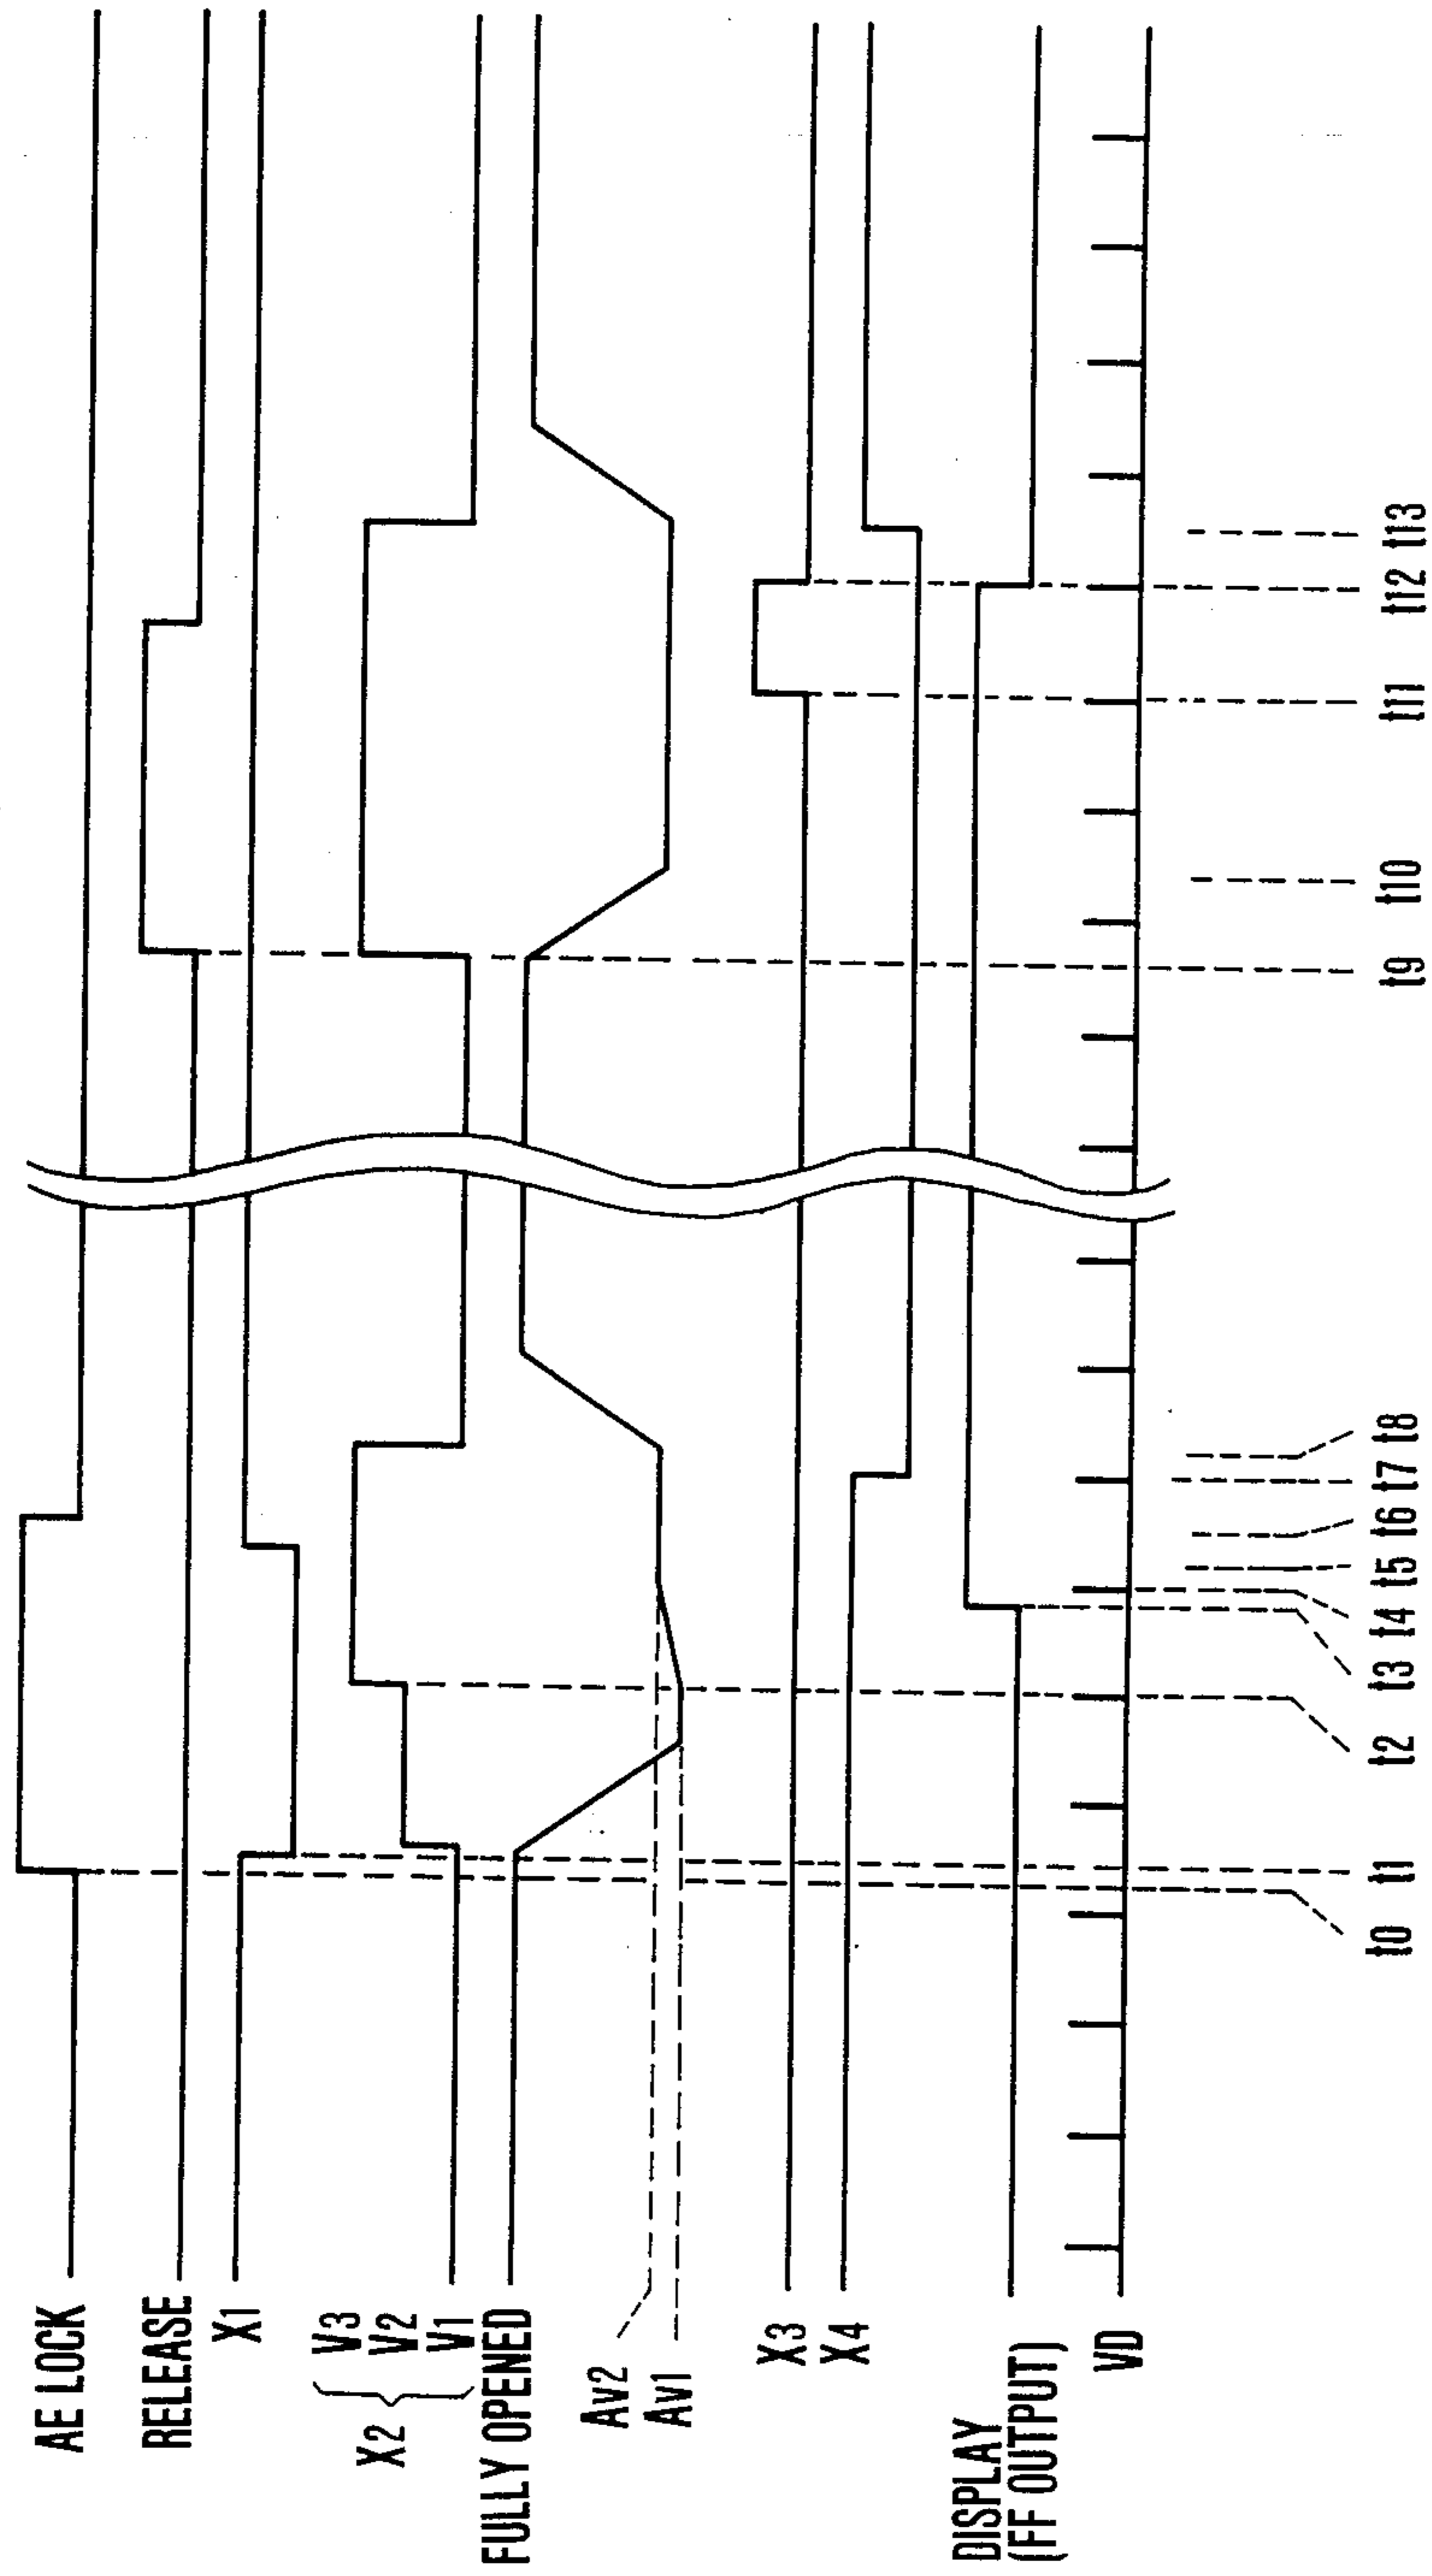 AE LOCK
RELEASE
X1
X2
V3
V2
V1
FULLY OPENED
Av2
Av1
X3
X4
DISPLAY
(FF OUTPUT)
VD
t0 t1 t2 t3 t4 t5 t6 t7 t8 t9 t10 t11 t12 t13